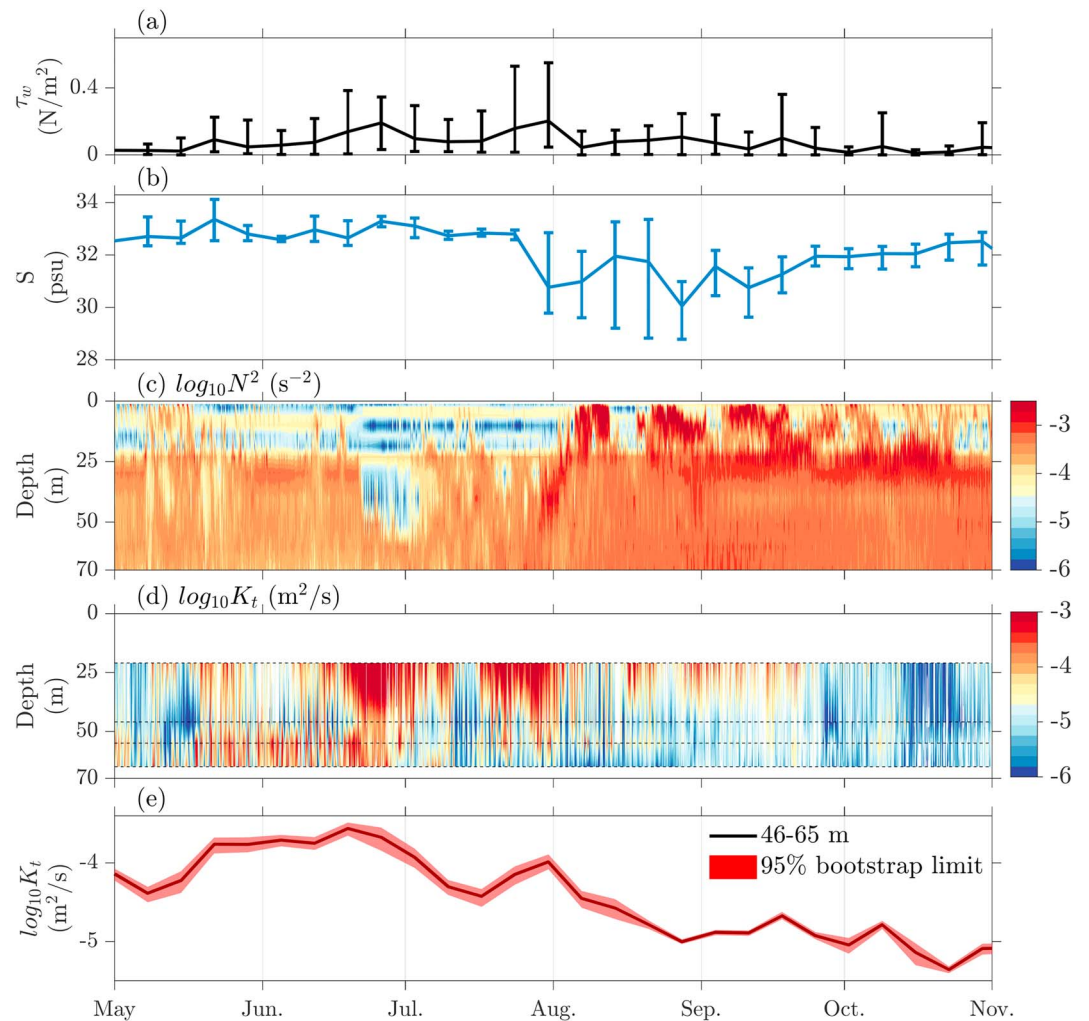 (a)
τw
(N/m²)
0.4
0
(b)
S
(psu)
34
32
30
28
(c) log₁₀N² (s⁻²)
Depth
(m)
0
25
50
70
-3
-4
-5
-6
(d) log₁₀Kₜ (m²/s)
Depth
(m)
0
25
50
70
-3
-4
-5
-6
(e)
log₁₀Kₜ
(m²/s)
-4
-5
46-65 m
95% bootstrap limit
May Jun. Jul. Aug. Sep. Oct. Nov.